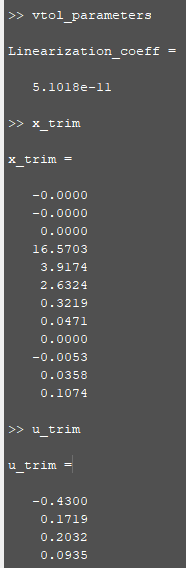 >> vtol_parameters
Linearization_coeff =
5.1018e-11
>> x_trim
x_trim =
-0.0000
-0.0000
0.0000
16.5703
3.9174
2.6324
0.3219
0.0471
0.0000
-0.0053
0.0358
0.1074
>> u_trim
u_trim =
-0.4300
0.1719
0.2032
0.0935